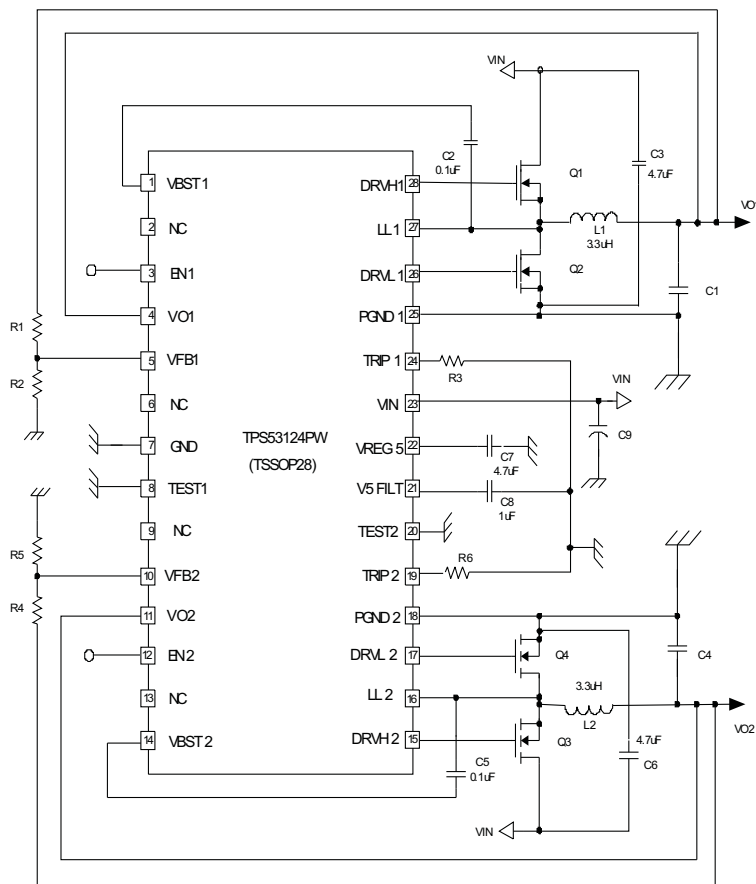 VIN
C2
0.1uF
C3
4.7uF
Q1
1 VBST1
DRVH1 28
2 NC
LL1 27
L1
3.3uH
VO1
3 EN1
DRVL1 26
Q2
C1
4 VO1
PGND1 25
R1
5 VFB1
TRIP1 24
R3
R2
VIN
6 NC
VIN 23
C9
7 GND
TPS53124PW
(TSSOP28)
VREG5 22
C7
4.7uF
8 TEST1
V5FILT 21
C8
1uF
9 NC
TEST2 20
R5
10 VFB2
TRIP2 19
R6
R4
11 VO2
PGND2 18
12 EN2
DRVL2 17
Q4
C4
13 NC
LL2 16
3.3uH
L2
VO2
14 VBST2
DRVH2 15
Q3
4.7uF
C6
C5
0.1uF
VIN